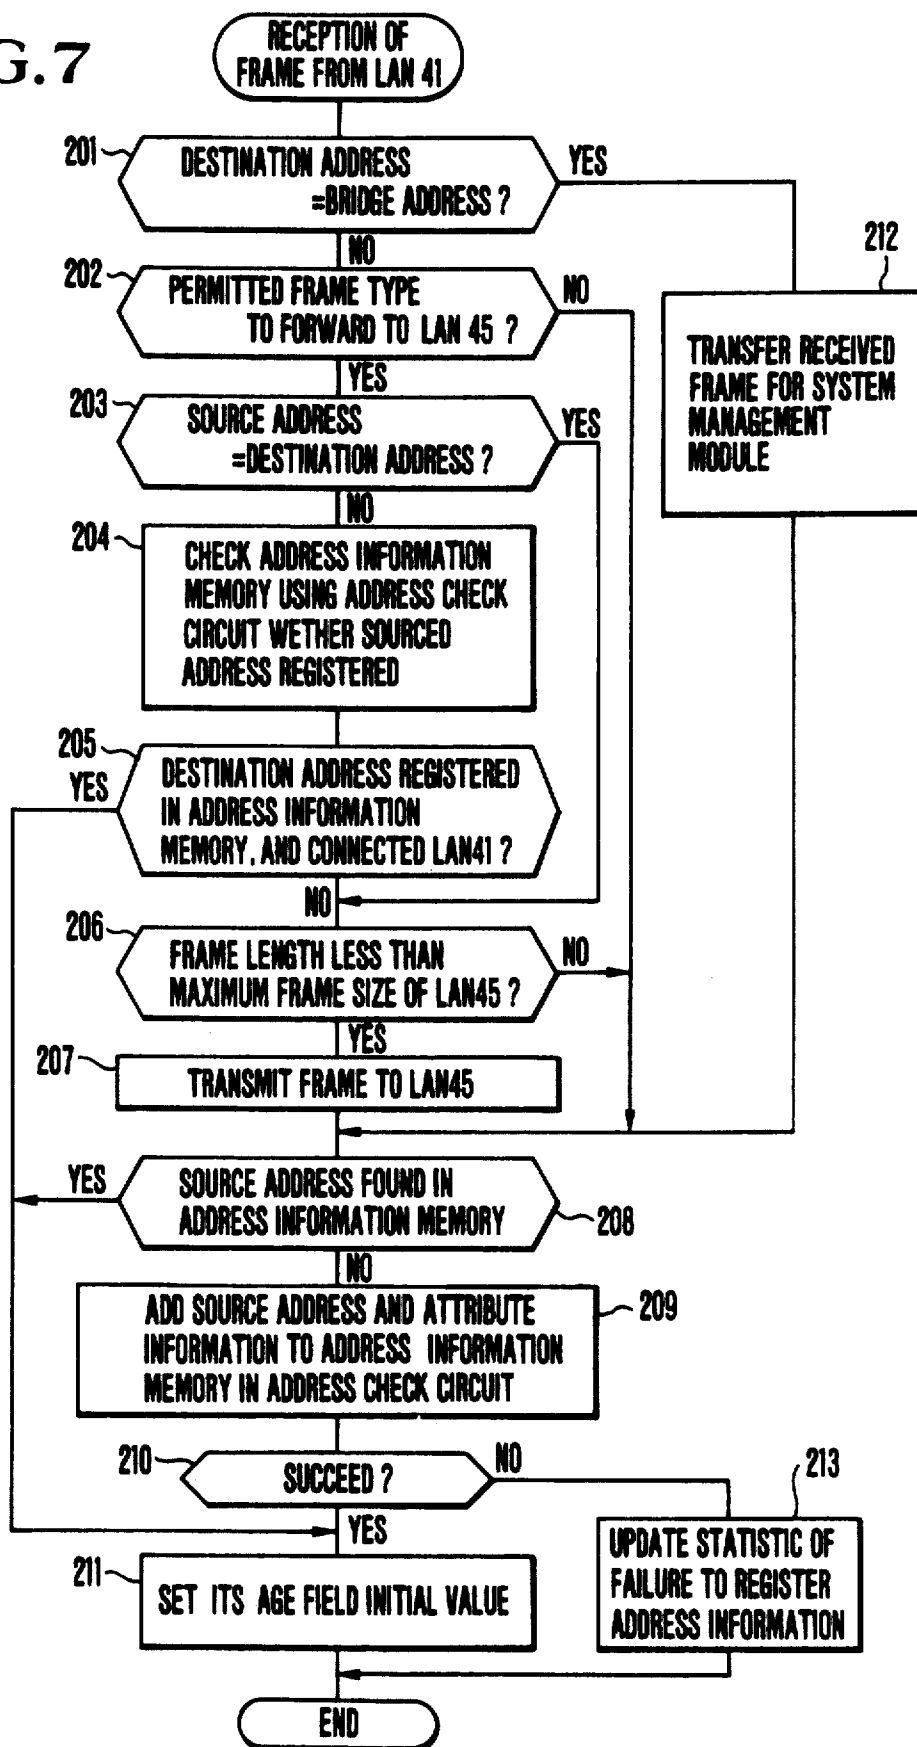 G.7
RECEPTION OF
FRAME FROM LAN 41
201
DESTINATION ADDRESS
=BRIDGE ADDRESS ?
YES
NO
212
202
PERMITTED FRAME TYPE
TO FORWARD TO LAN 45 ?
NO
YES
TRANSFER RECEIVED
FRAME FOR SYSTEM
MANAGEMENT
MODULE
203
SOURCE ADDRESS
=DESTINATION ADDRESS ?
YES
NO
204
CHECK ADDRESS INFORMATION
MEMORY USING ADDRESS CHECK
CIRCUIT WETHER SOURCED
ADDRESS REGISTERED
205
YES
DESTINATION ADDRESS REGISTERED
IN ADDRESS INFORMATION
MEMORY, AND CONNECTED LAN41 ?
NO
206
FRAME LENGTH LESS THAN
MAXIMUM FRAME SIZE OF LAN45 ?
NO
YES
207
TRANSMIT FRAME TO LAN45
YES
SOURCE ADDRESS FOUND IN
ADDRESS INFORMATION MEMORY
208
NO
ADD SOURCE ADDRESS AND ATTRIBUTE
INFORMATION TO ADDRESS INFORMATION
MEMORY IN ADDRESS CHECK CIRCUIT
209
210
SUCCEED ?
NO
213
YES
UPDATE STATISTIC OF
FAILURE TO REGISTER
ADDRESS INFORMATION
211
SET ITS AGE FIELD INITIAL VALUE
END